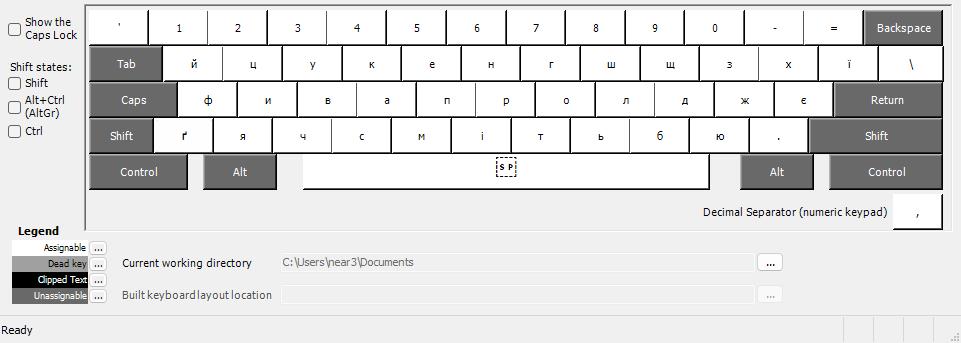 Show the
Caps Lock
' 1 2 3 4 5 6 7 8 9 0 - = Backspace
Tab й ц у к е н г ш щ з х ї \
Shift states:
Shift
Alt+Ctrl
(AltGr)
Ctrl
Caps ф и в а п р о л д ж є Return
Shift ґ я ч с м і т ь б ю . Shift
Control Alt SP Alt Control
Decimal Separator (numeric keypad) ,
Legend
Assignable ...
Dead key ...
Clipped Text ...
Unassignable ...
Current working directory C:\Users\near3\Documents ...
Built keyboard layout location ...
Ready